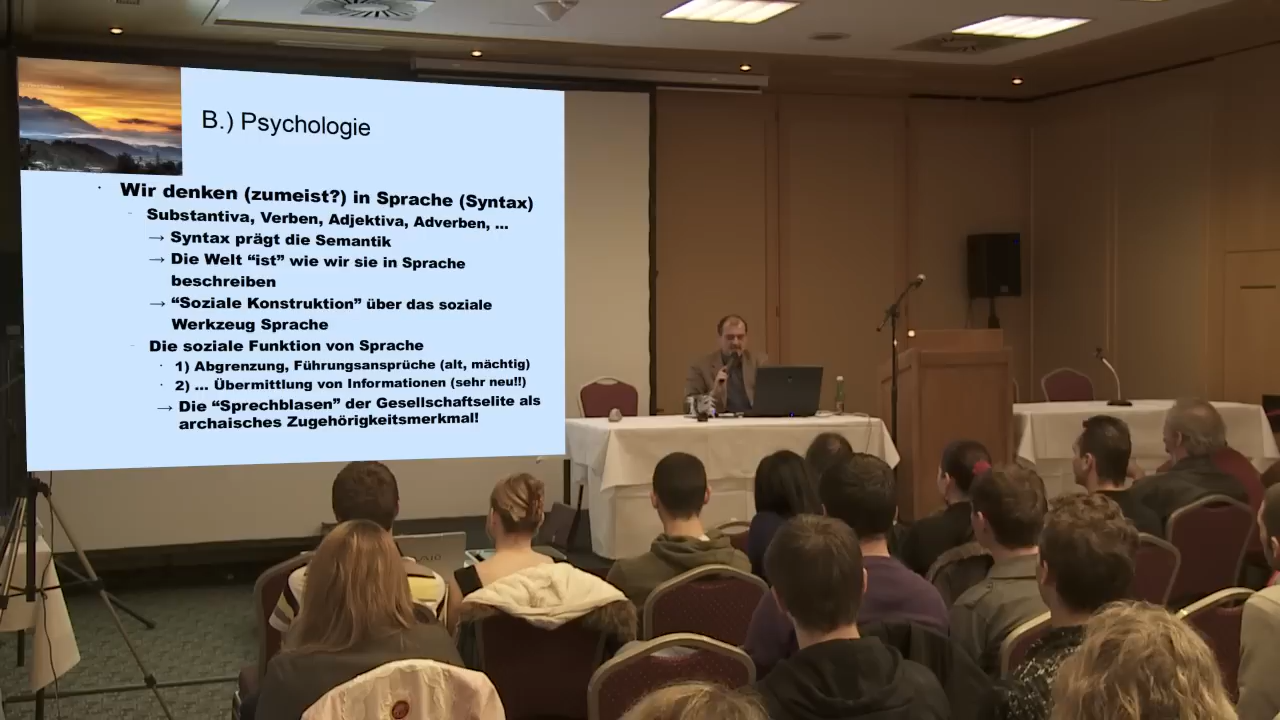 B.) Psychologie
· Wir denken (zumeist?) in Sprache (Syntax)
– Substantiva, Verben, Adjektiva, Adverben, ...
→ Syntax prägt die Semantik
→ Die Welt “ist” wie wir sie in Sprache
beschreiben
→ “Soziale Konstruktion” über das soziale
Werkzeug Sprache
– Die soziale Funktion von Sprache
· 1) Abgrenzung, Führungsansprüche (alt, mächtig)
· 2) ... Übermittlung von Informationen (sehr neu!!)
→ Die “Sprechblasen” der Gesellschaftselite als
archaisches Zugehörigkeitsmerkmal!